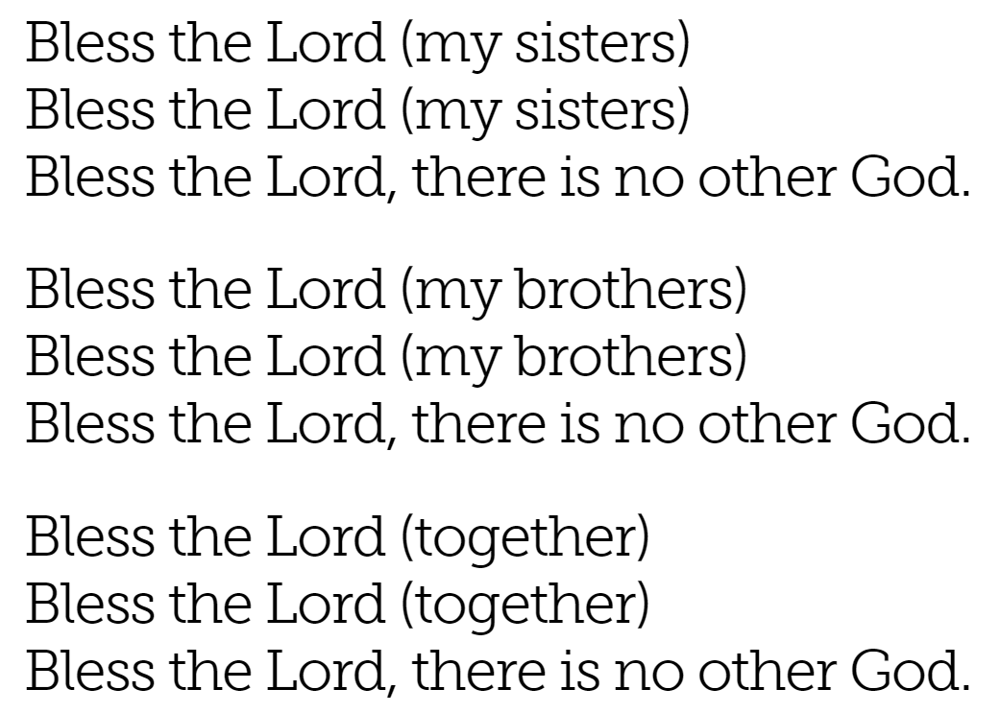 Bless the Lord (my sisters)
Bless the Lord (my sisters)
Bless the Lord, there is no other God.
Bless the Lord (my brothers)
Bless the Lord (my brothers)
Bless the Lord, there is no other God.
Bless the Lord (together)
Bless the Lord (together)
Bless the Lord, there is no other God.